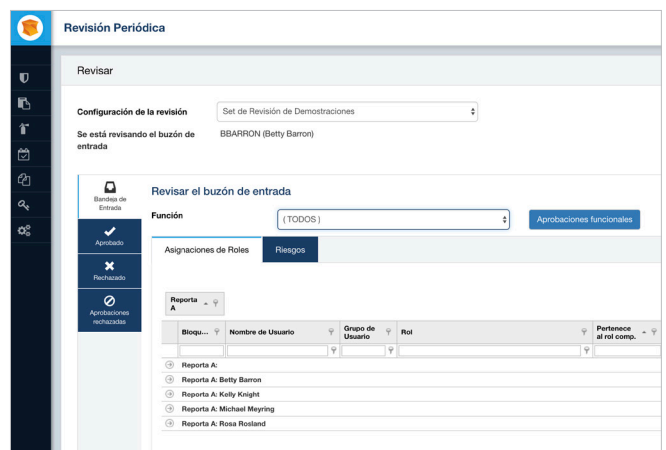 Revisión Periódica
Revisar
Configuración de la revisión
Set de Revisión de Demostraciones
Se está revisando el buzón de entrada
BBARRON (Betty Barron)
Bandeja de
Entrada
Revisar el buzón de entrada
Función
(TODOS)
Aprobaciones funcionales
Aprobado
Asignaciones de Roles
Riesgos
Rechazado
Aprobaciones
rechazadas
Reporta
A
Bloqu...
Nombre de Usuario
Grupo de
Usuario
Rol
Pertenece
al rol comp.
Reporta A:
Reporta A: Betty Barron
Reporta A: Kelly Knight
Reporta A: Michael Meyring
Reporta A: Rosa Rosland